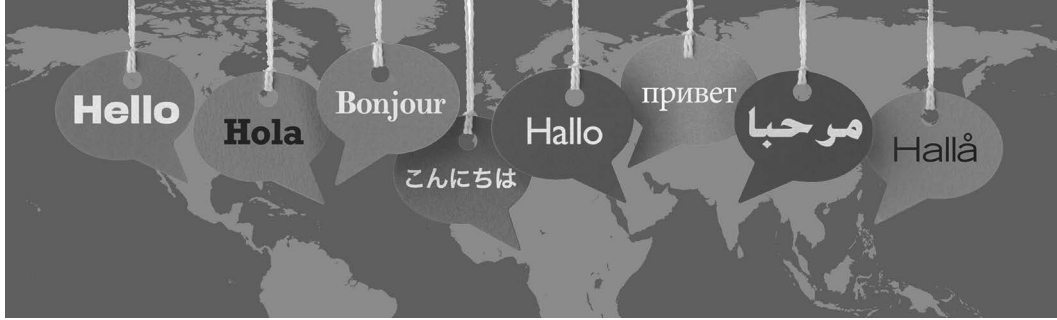 Hello
Hola
Bonjour
こんにちは
Hallo
привет
مرحبا
Hallå